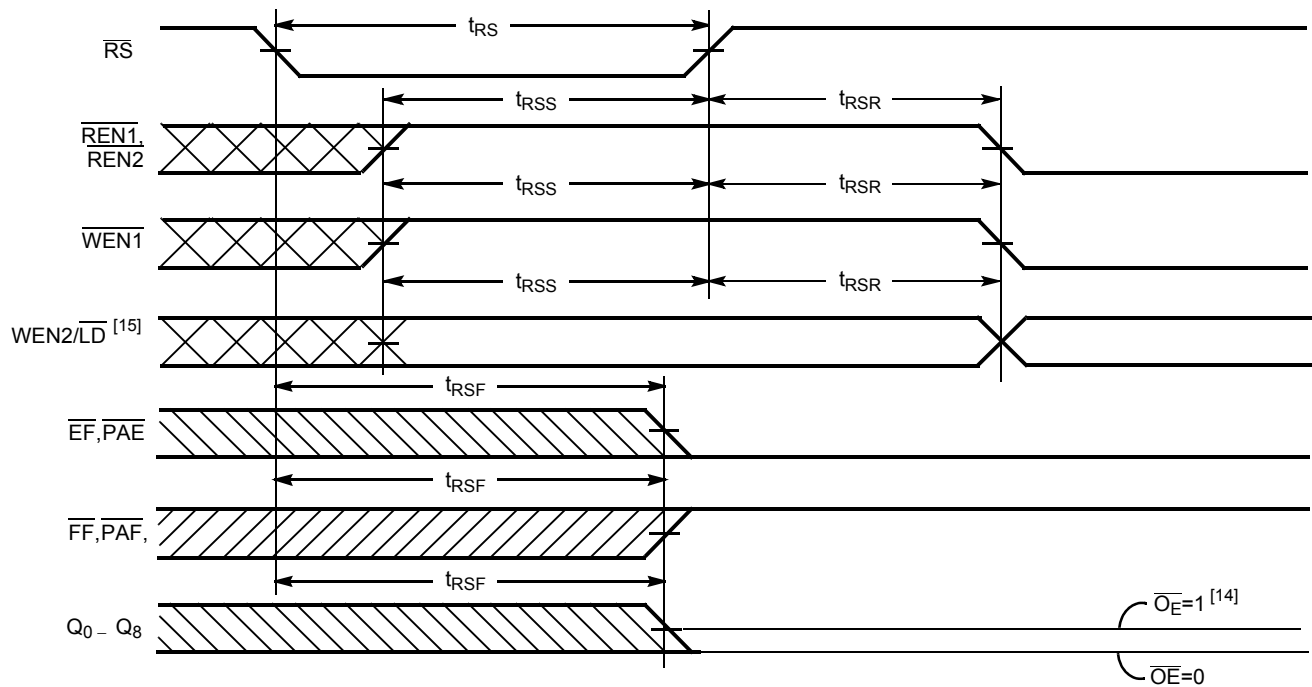 tRS
RS
tRSS tRSR
REN1,
REN2
tRSS tRSR
WEN1
tRSS tRSR
WEN2/LD [15]
tRSF
EF,PAE
tRSF
FF,PAF,
tRSF
OE=1 [14]
Q0 – Q8
OE=0